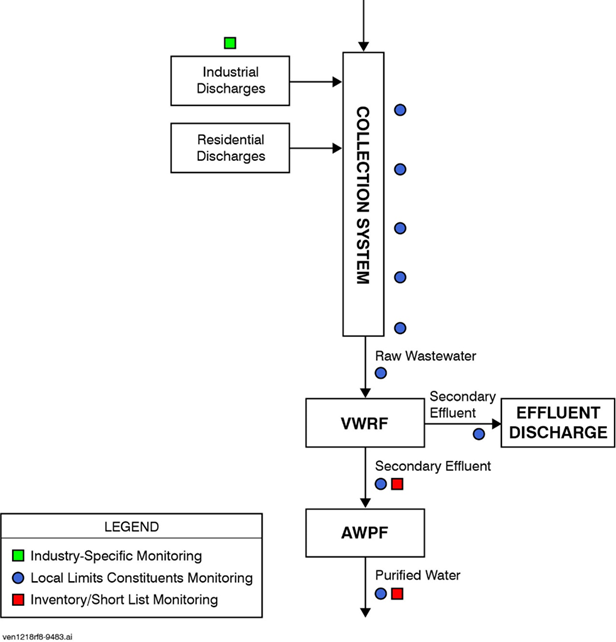 Industrial
Discharges
Residential
Discharges
COLLECTION SYSTEM
Raw Wastewater
VWRF
Secondary
Effluent
EFFLUENT
DISCHARGE
Secondary Effluent
AWPF
Purified Water
LEGEND
Industry-Specific Monitoring
Local Limits Constituents Monitoring
Inventory/Short List Monitoring
ven1218rf8-9483.ai